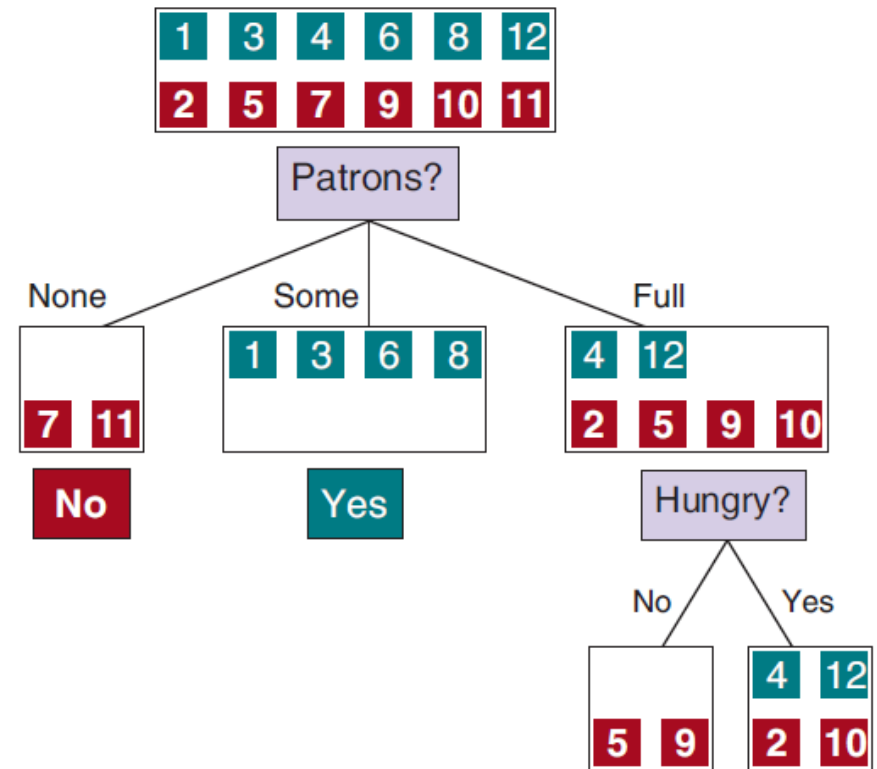 1 3 4 6 8 12
2 5 7 9 10 11
Patrons?
None Some Full
1 3 6 8 4 12
7 11 2 5 9 10
No Yes Hungry?
No Yes
4 12
5 9 2 10